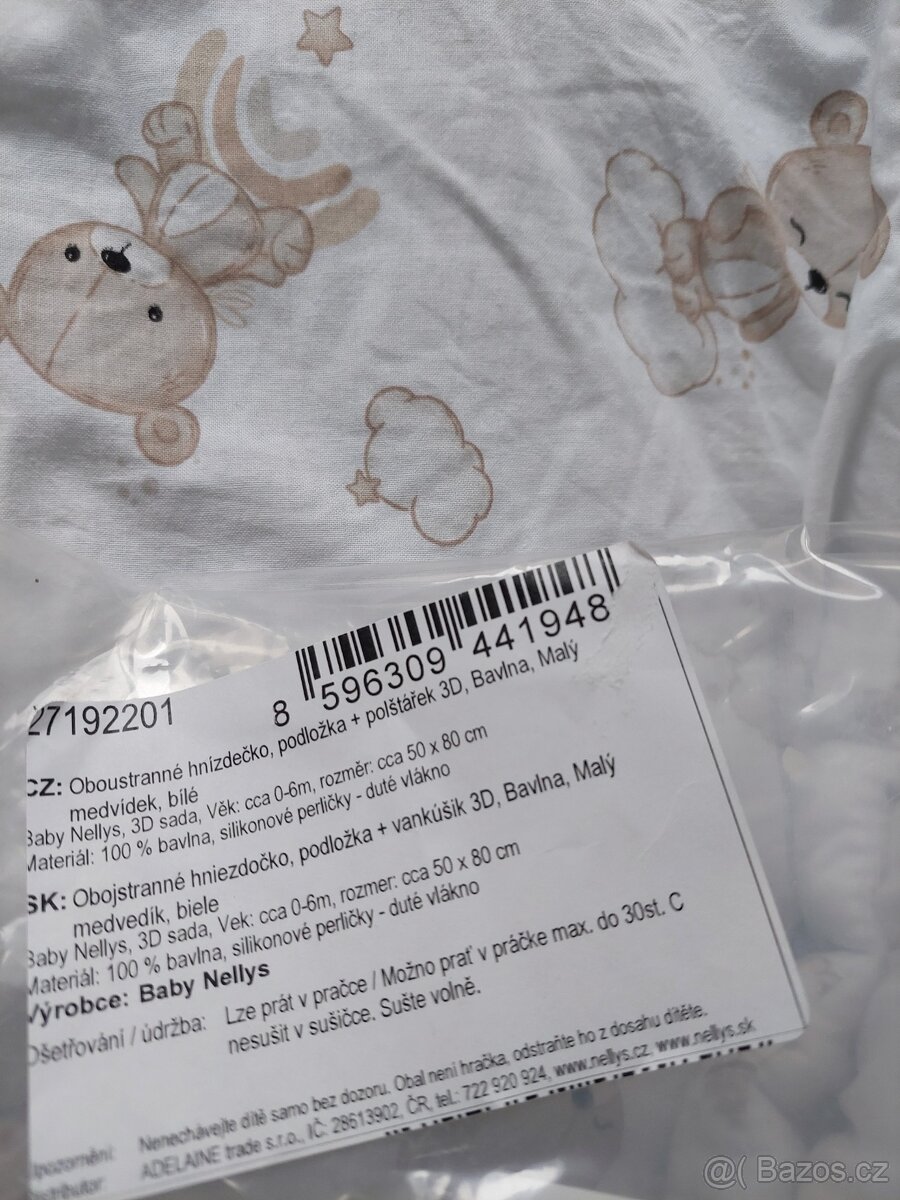 27192201
8 596309 441948
CZ: Oboustranné hnízdečko, podložka + polštářek 3D, Bavlna, Malý
medvídek, bílé
Baby Nellys, 3D sada, Věk: cca 0-6m, rozměr: cca 50 x 80 cm
Materiál: 100 % bavlna, silikonové perličky - duté vlákno
SK: Obojstranné hniezdočko, podložka + vankúšik 3D, Bavlna, Malý
medvedík, biele
Baby Nellys, 3D sada, Vek: cca 0-6m, rozmer: cca 50 x 80 cm
Materiál: 100 % bavlna, silikonové perličky - duté vlákno
Výrobce: Baby Nellys
Ošetřování / údržba: Lze prát v pračce / Možno prať v práčke max. do 30st. C
nesušit v sušičce. Sušte volně.
Upozornění: Nenechávejte dítě samo bez dozoru. Obal není hračka, odstraňte ho z dosahu dítěte.
Distributor: ADELAINE trade s.r.o., IČ: 28613902, ČR, tel.: 722 920 924, www.nellys.cz, www.nellys.sk
@( Bazos.cz